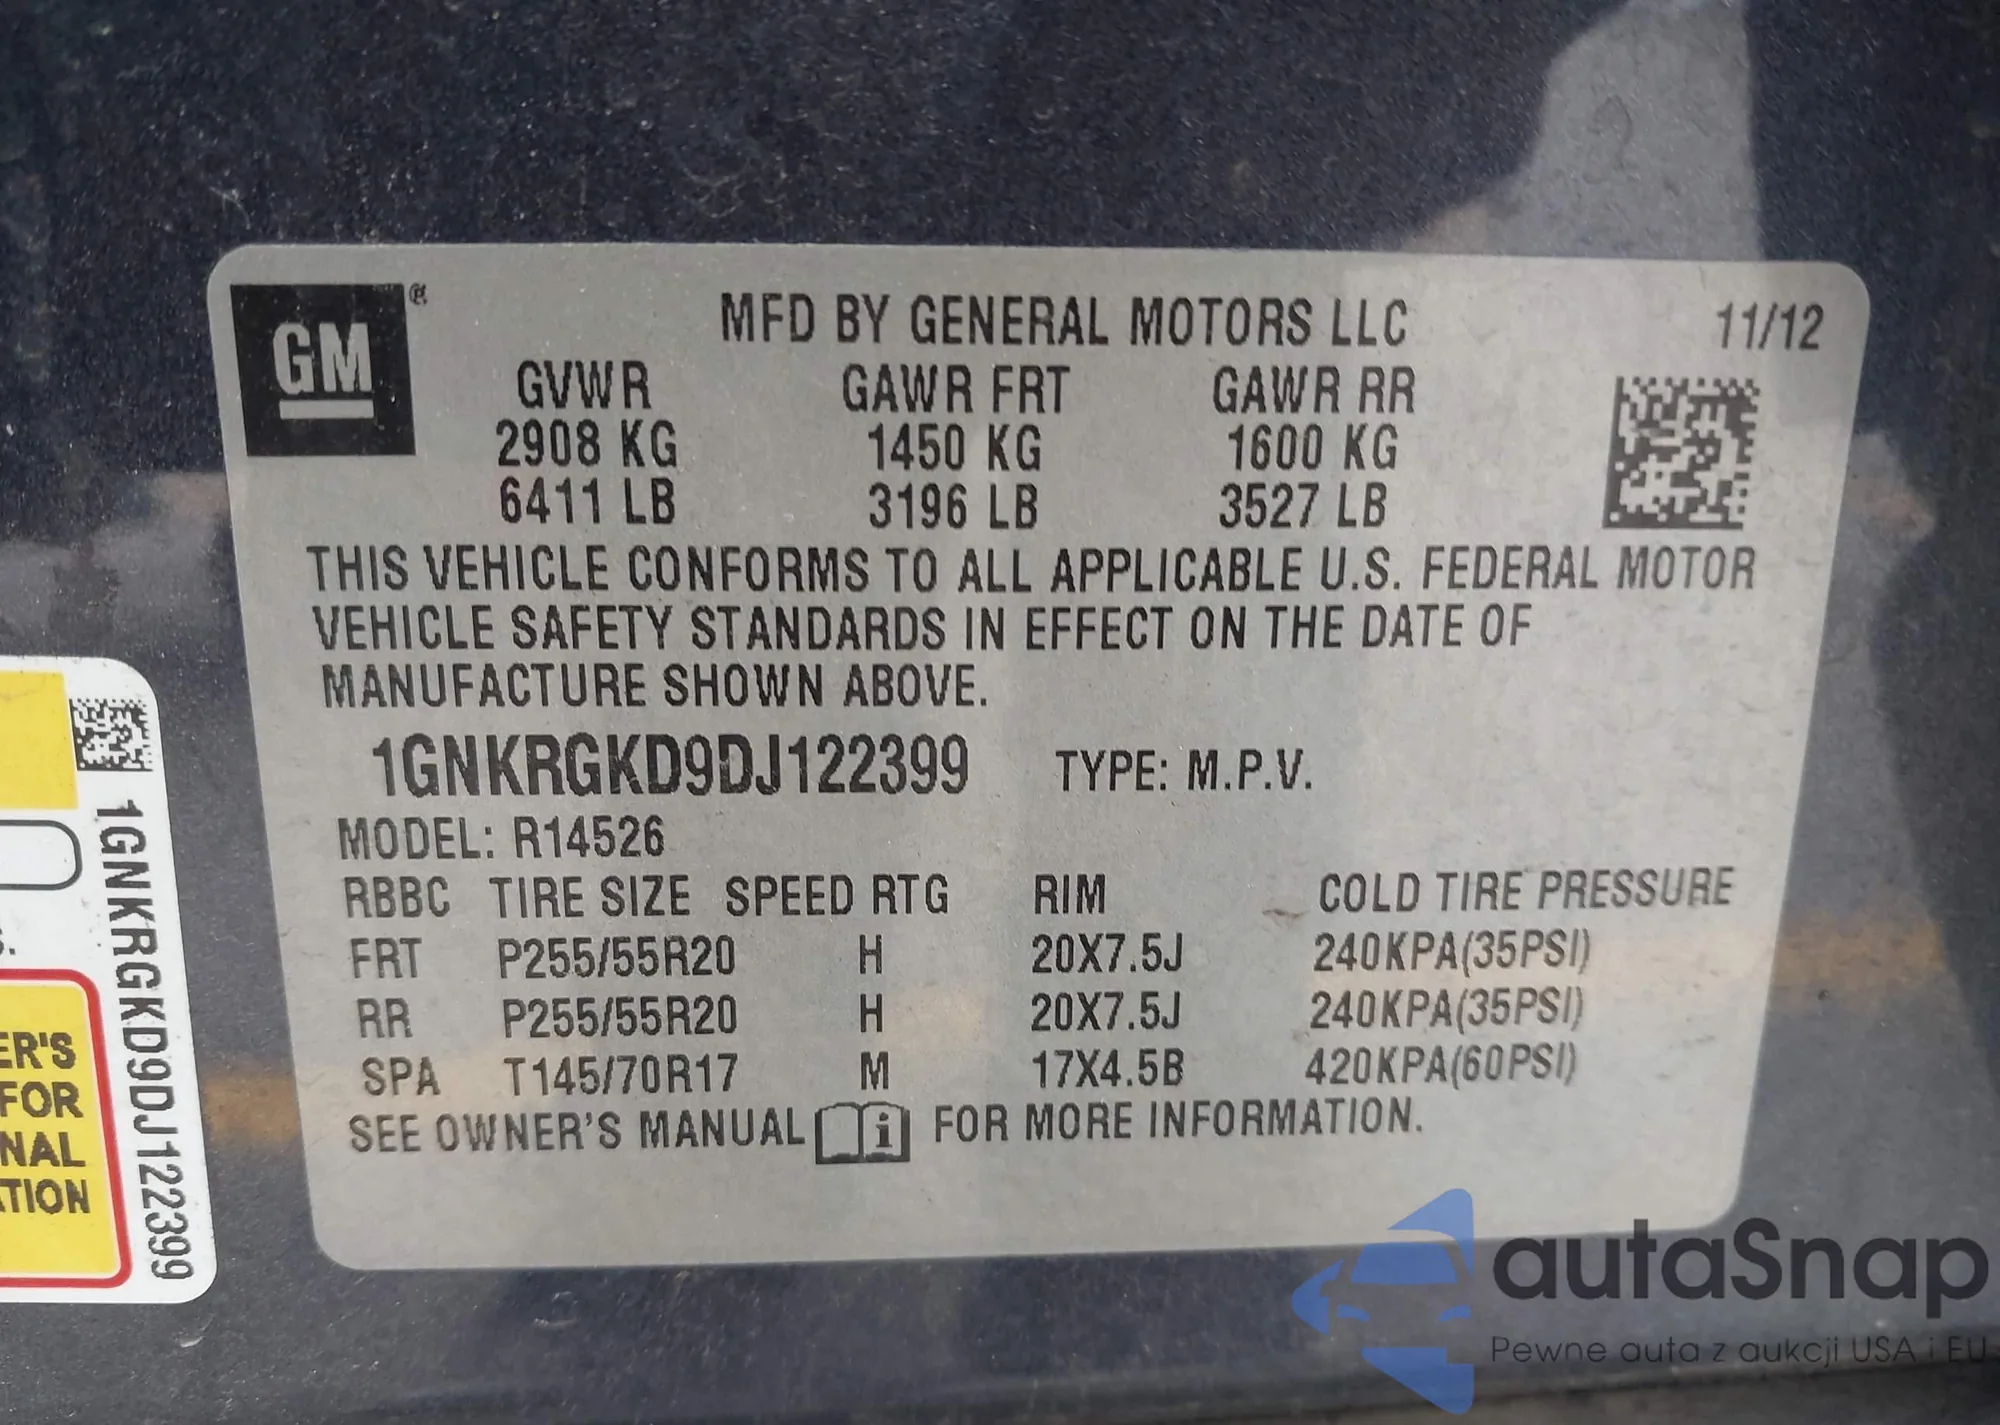 GM®
MFD BY GENERAL MOTORS LLC 11/12
GVWR GAWR FRT GAWR RR
2908 KG 1450 KG 1600 KG
6411 LB 3196 LB 3527 LB
THIS VEHICLE CONFORMS TO ALL APPLICABLE U.S. FEDERAL MOTOR
VEHICLE SAFETY STANDARDS IN EFFECT ON THE DATE OF
MANUFACTURE SHOWN ABOVE.
1GNKRGKD9DJ122399 TYPE: M.P.V.
MODEL: R14526
RBBC TIRE SIZE SPEED RTG RIM COLD TIRE PRESSURE
FRT P255/55R20 H 20X7.5J 240KPA(35PSI)
RR P255/55R20 H 20X7.5J 240KPA(35PSI)
SPA T145/70R17 M 17X4.5B 420KPA(60PSI)
SEE OWNER'S MANUAL i FOR MORE INFORMATION.
1GNKRGKD9DJ122399
ER'S
FOR
NAL
TION
autaSnap
Pewne auta z aukcji USA i EU